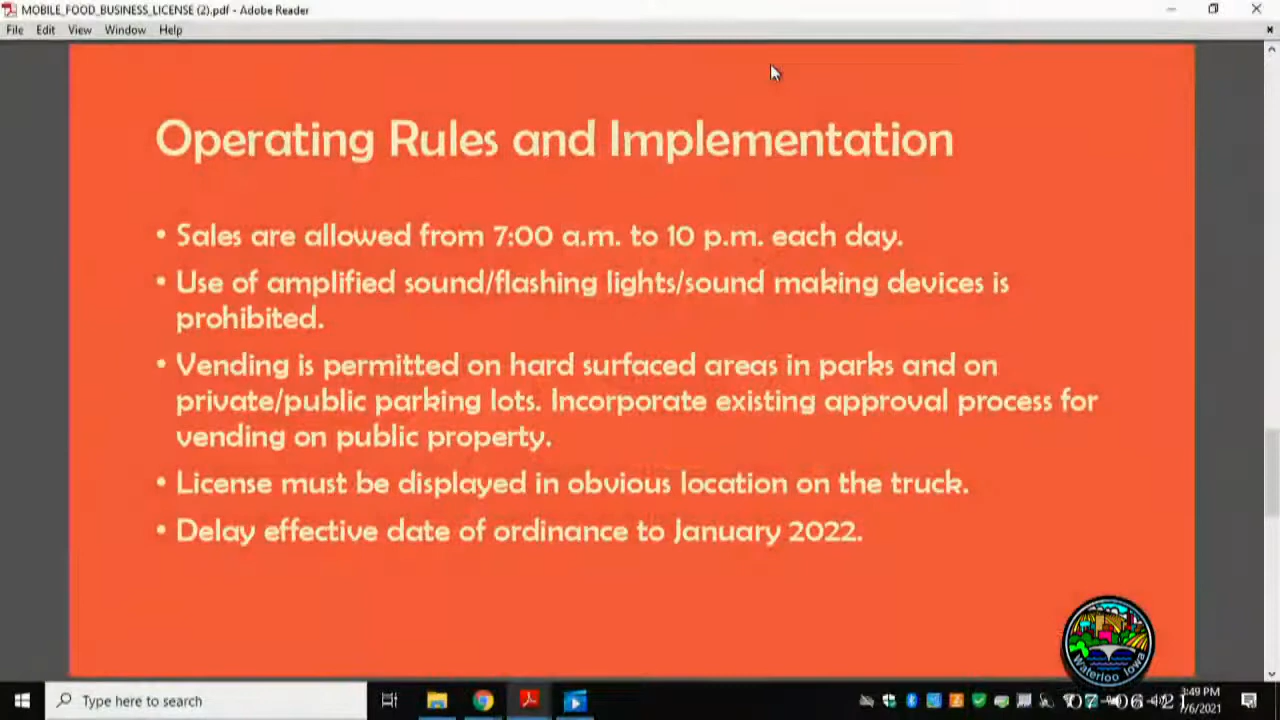 MOBILE_FOOD_BUSINESS_LICENSE (2).pdf - Adobe Reader
File Edit View Window Help
Operating Rules and Implementation
• Sales are allowed from 7:00 a.m. to 10 p.m. each day.
• Use of amplified sound/flashing lights/sound making devices is
prohibited.
• Vending is permitted on hard surfaced areas in parks and on
private/public parking lots. Incorporate existing approval process for
vending on public property.
• License must be displayed in obvious location on the truck.
• Delay effective date of ordinance to January 2022.
Waterloo Iowa
Type here to search
:49 PM
7/6/2021